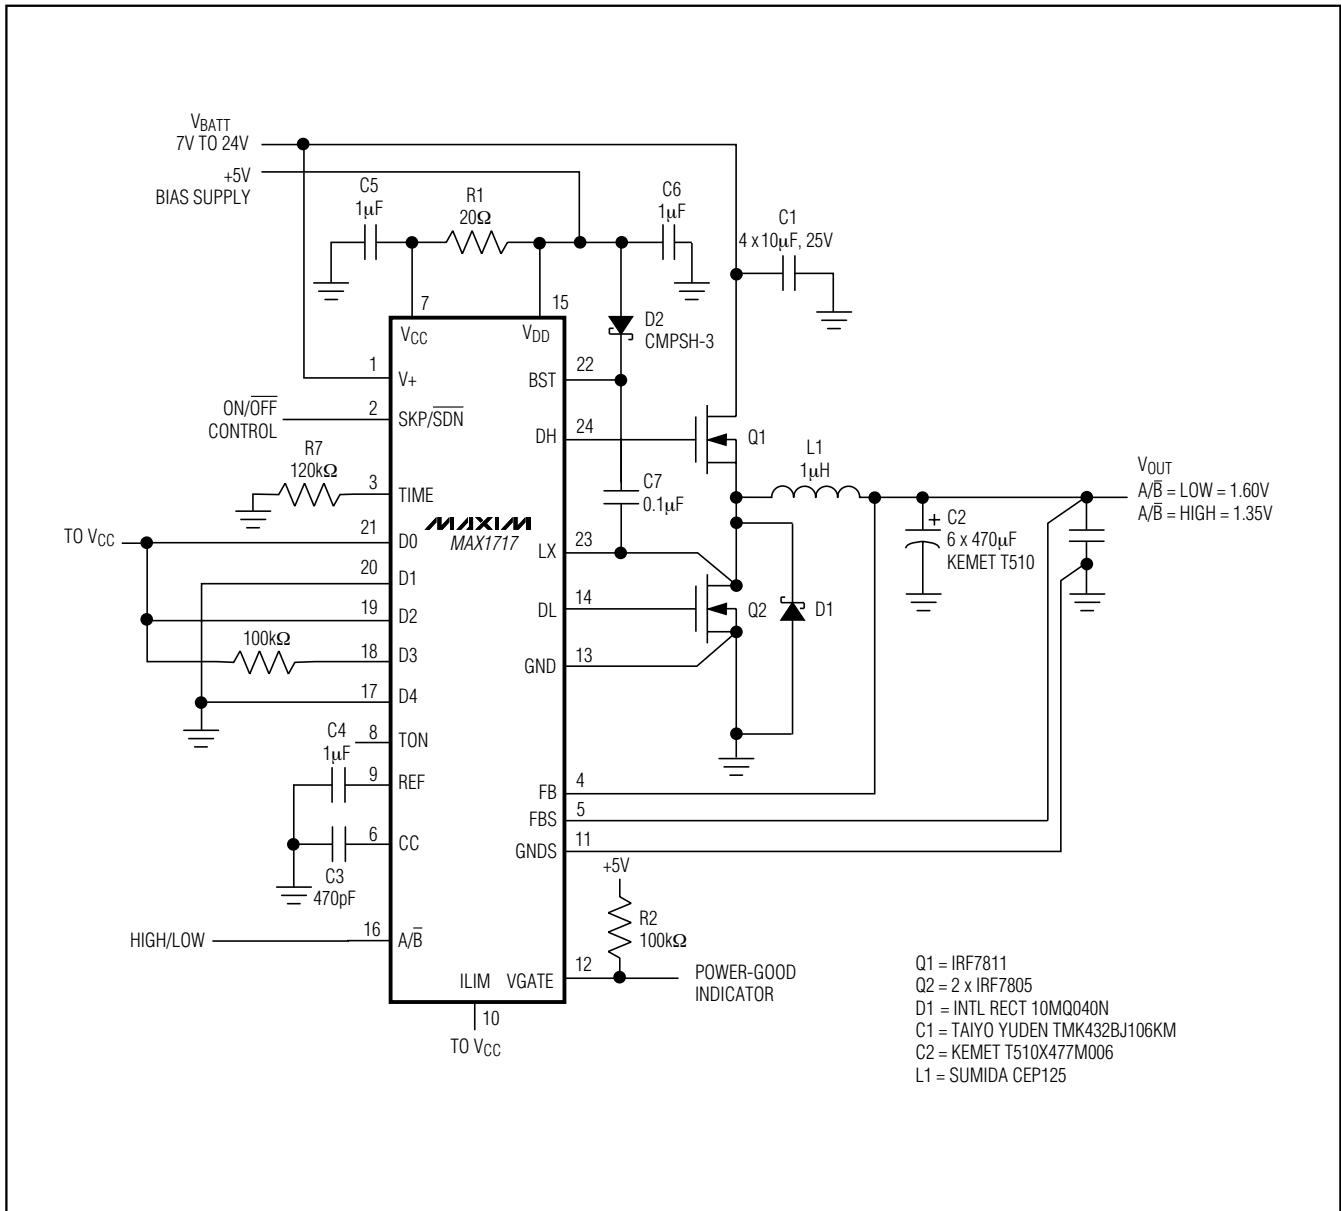 VBATT
7V TO 24V
+5V
BIAS SUPPLY
C5
1µF
R1
20Ω
C6
1µF
C1
4 x 10µF, 25V
7
15
VCC
VDD
D2
CMPSH-3
1
V+
22
BST
ON/OFF
CONTROL
2
SKP/SDN
24
DH
Q1
R7
120kΩ
3
TIME
L1
1µH
VOUT
A/B = LOW = 1.60V
A/B = HIGH = 1.35V
C7
0.1µF
MAXIM
MAX1717
TO VCC
21
D0
23
LX
+
C2
6 x 470µF
KEMET T510
20
D1
19
D2
14
DL
Q2
D1
100kΩ
18
D3
13
GND
17
D4
C4
1µF
8
TON
9
REF
4
FB
5
FBS
6
CC
11
GNDS
C3
470pF
+5V
R2
100kΩ
HIGH/LOW
16
A/B
12
ILIM
VGATE
POWER-GOOD
INDICATOR
10
TO VCC
Q1 = IRF7811
Q2 = 2 x IRF7805
D1 = INTL RECT 10MQ040N
C1 = TAIYO YUDEN TMK432BJ106KM
C2 = KEMET T510X477M006
L1 = SUMIDA CEP125